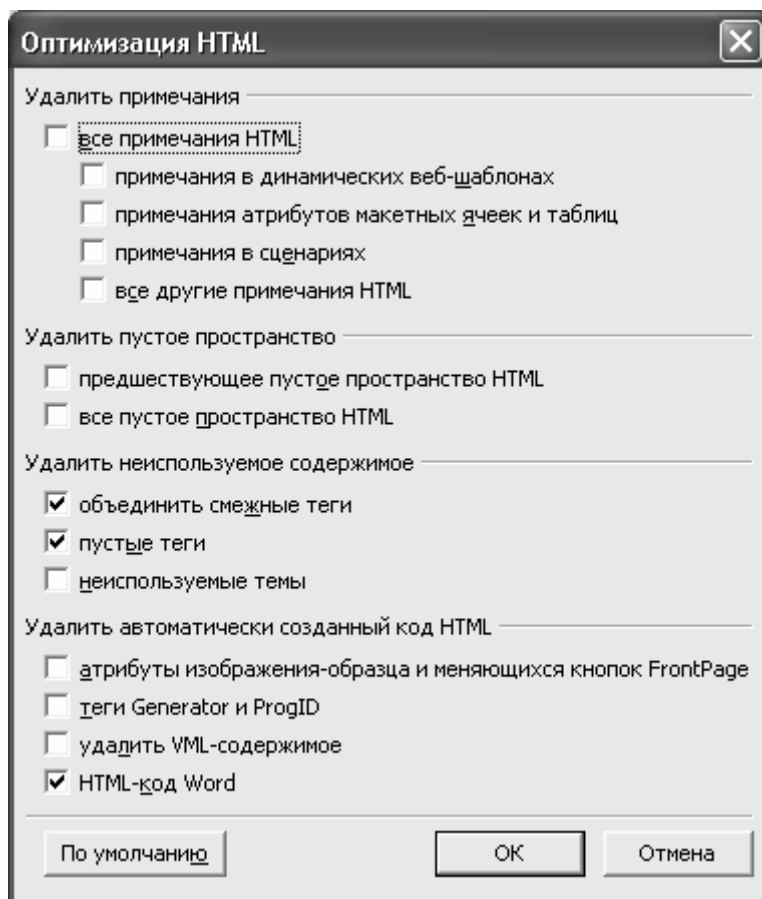 Оптимизация HTML
Удалить примечания
все примечания HTML
примечания в динамических веб-шаблонах
примечания атрибутов макетных ячеек и таблиц
примечания в сценариях
все другие примечания HTML
Удалить пустое пространство
предшествующее пустое пространство HTML
все пустое пространство HTML
Удалить неиспользуемое содержимое
объединить смежные теги
пустые теги
неиспользуемые темы
Удалить автоматически созданный код HTML
атрибуты изображения-образца и меняющихся кнопок FrontPage
теги Generator и ProgID
удалить VML-содержимое
HTML-код Word
По умолчанию OK Отмена